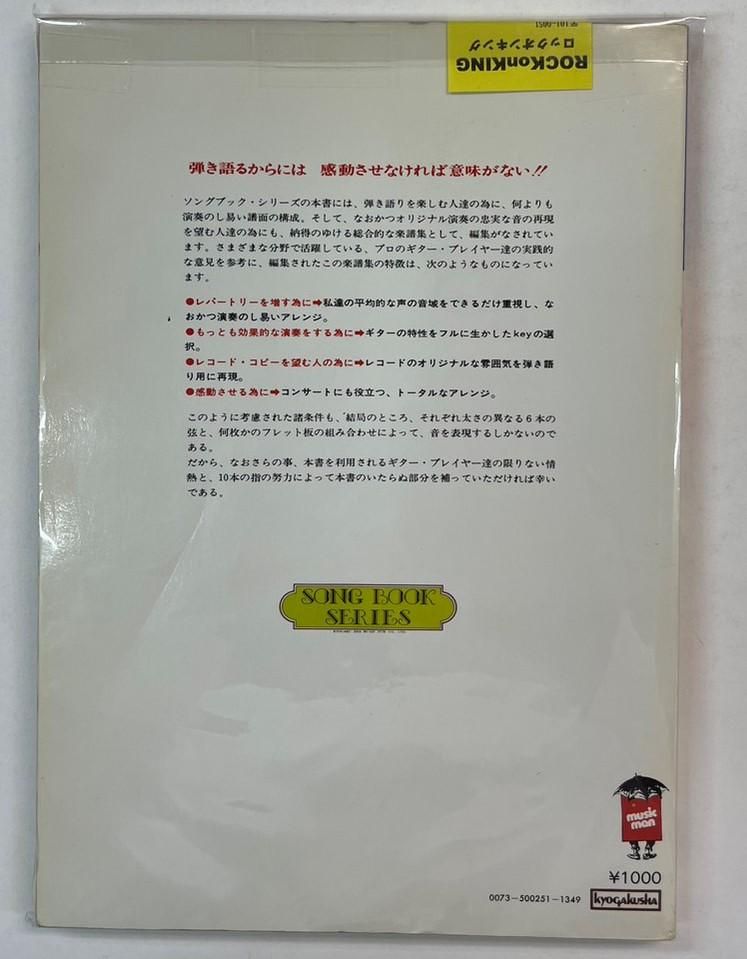 〒101-0051
ロックオンキング
ROCKonKING
弾き語るからには 感動させなければ意味がない!!
ソングブック・シリーズの本書には、弾き語りを楽しむ人達の為に、何よりも
演奏のし易い譜面の構成。そして、なおかつオリジナル演奏の忠実な音の再現
を望む人達の為にも、納得のゆける総合的な楽譜集として、編集がなされてい
ます。さまざまな分野で活躍している、プロのギター・プレイヤー達の実践的
な意見を参考に、編集されたこの楽譜集の特徴は、次のようなものになってい
ます。
●レパートリーを増す為に➡私達の平均的な声の音域をできるだけ重視し、な
おかつ演奏のし易いアレンジ。
●もっとも効果的な演奏をする為に➡ギターの特性をフルに生かしたkeyの選
択。
●レコード・コピーを望む人の為に➡レコードのオリジナルな雰囲気を弾き語
り用に再現。
●感動させる為に➡コンサートにも役立つ、トータルなアレンジ。
このように考慮された諸条件も、結局のところ、それぞれ太さの異なる6本の
弦と、何枚かのフレット板の組み合わせによって、音を表現するしかないので
ある。
だから、なおさらの事、本書を利用されるギター・プレイヤー達の限りない情
熱と、10本の指の努力によって本書のいたらぬ部分を補っていただければ幸い
である。
SONG BOOK
SERIES
music
man
¥1000
0073-500251-1349
kyogakusha